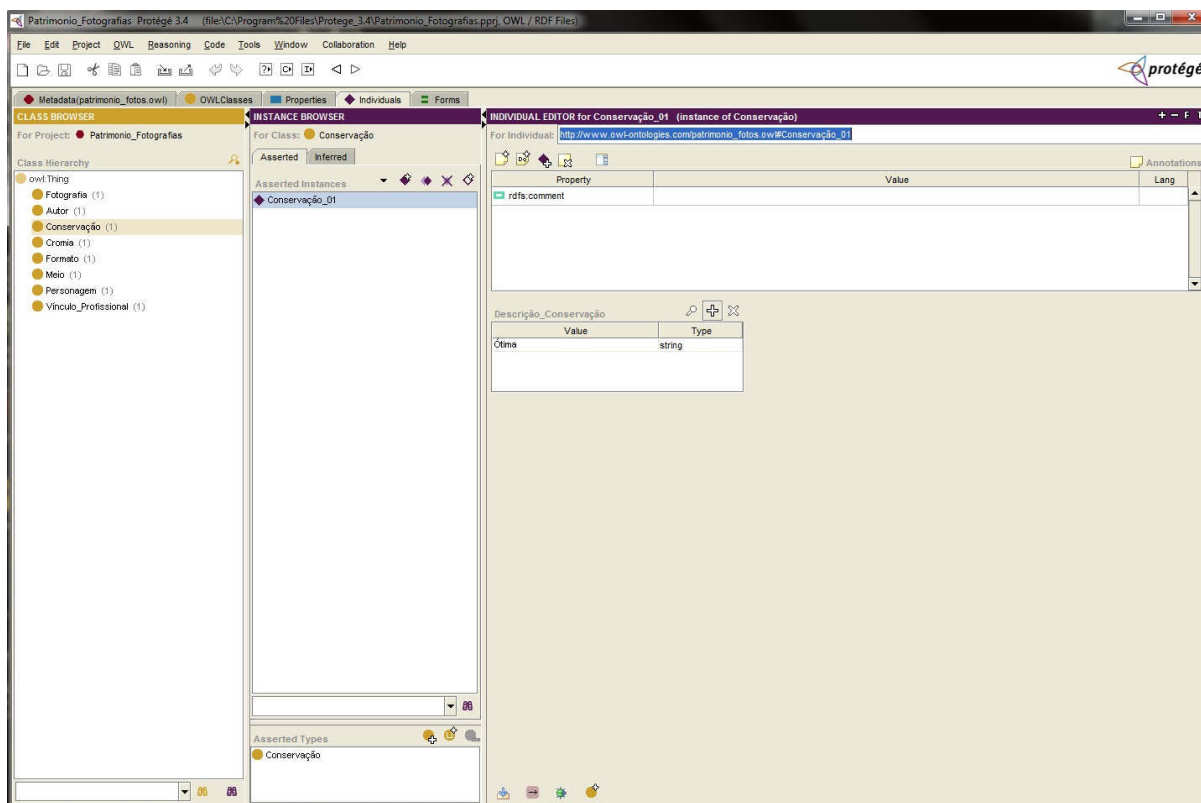 Patrimonio_Fotografias Protégé 3.4 (file:\C:\Program%20Files\Protege_3.4\Patrimonio_Fotografias.pprj, OWL / RDF Files)
File Edit Project OWL Reasoning Code Tools Window Collaboration Help
protégé
Metadata(patrimonio_fotos.owl) OWLClasses Properties Individuals Forms
CLASS BROWSER
For Project: Patrimonio_Fotografias
Class Hierarchy
owl:Thing
Fotografia (1)
Autor (1)
Conservação (1)
Cromia (1)
Formato (1)
Meio (1)
Personagem (1)
Vínculo_Profissional (1)
INSTANCE BROWSER
For Class: Conservação
Asserted Inferred
Asserted Instances
Conservação_01
Asserted Types
Conservação
INDIVIDUAL EDITOR for Conservação_01 (instance of Conservação)
+ - F T
For Individual: http://www.owl-ontologies.com/patrimonio_fotos.owl#Conservação_01
Annotations
Property Value Lang
rdfs:comment
Descrição_Conservação
Value Type
Ótima string